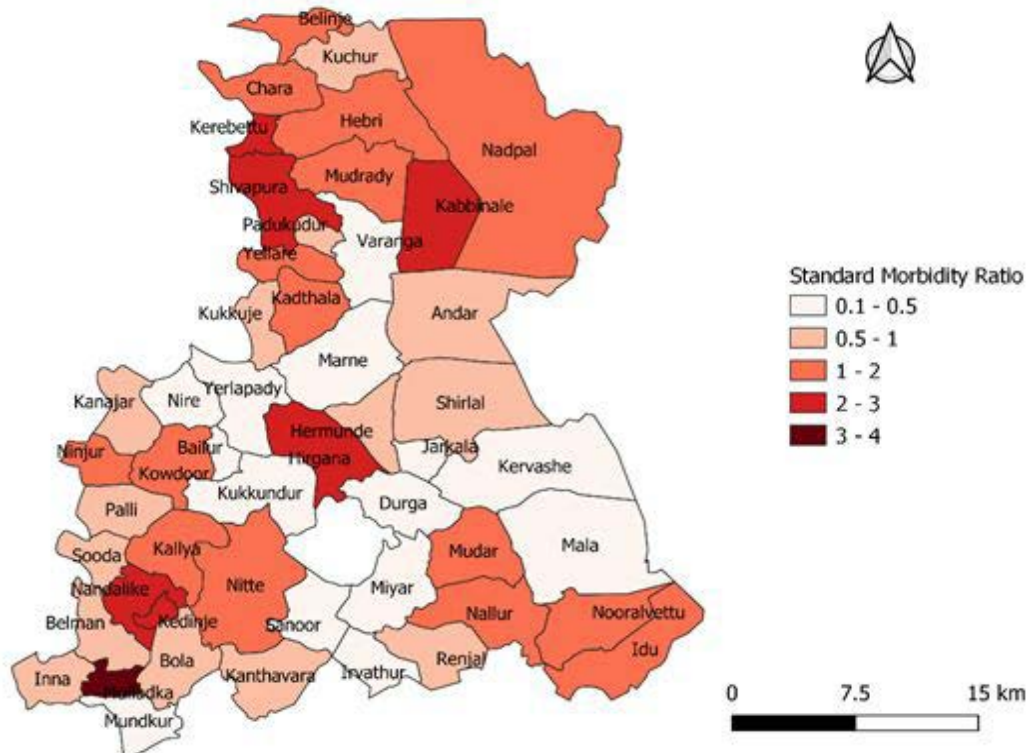 Belinje
Kuchur
Chara
Hebri
Kerebettu
Nadpal
Mudrady
Shivapura
Kabbinale
Padukudur
Varanga
Yellare
Kadthala
Kukkuje
Andar
Marne
Standard Morbidity Ratio
0.1 - 0.5
0.5 - 1
1 - 2
2 - 3
3 - 4
Yerlapady
Nire
Kanajar
Shirlal
Hermunde
Bailur
Jarkala
Ninjur
Hirgana
Kervashe
Kowdoor
Kukkundur
Durga
Palli
Mala
Sooda
Kallya
Mudar
Nitte
Miyar
Nandalike
Nooralvettu
Nallur
Belman
Kedinje
Sanoor
Idu
Bola
Renjal
Inna
Kanthavara
Irvathur
Mundkur
0
7.5
15 km